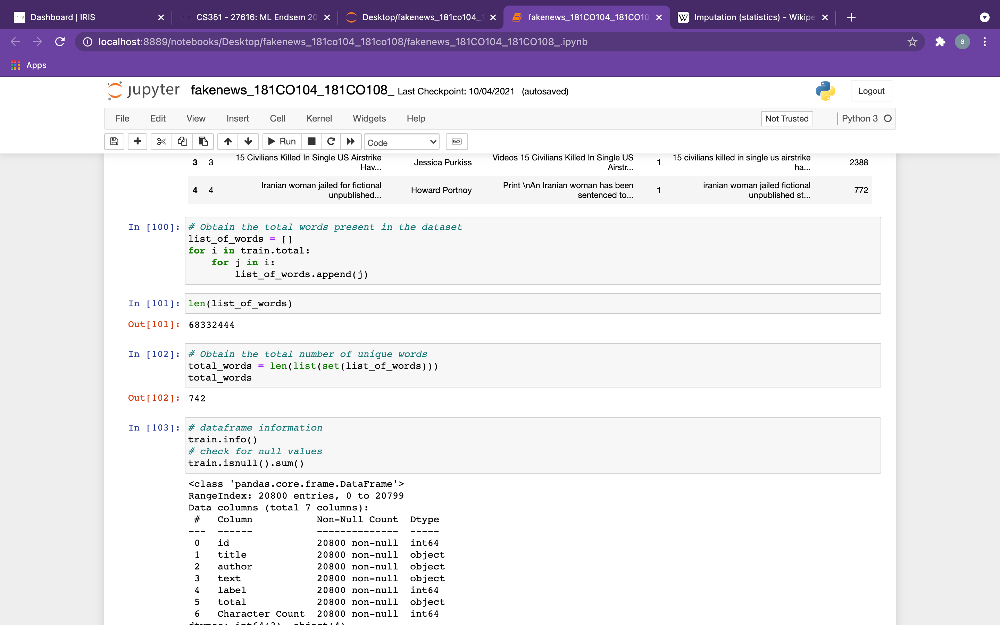 Dashboard | IRIS
CS351 - 27616: ML Endsem 20
Desktop/fakenews_181co104_1
fakenews_181CO104_181CO10
Imputation (statistics) - Wikipe
localhost:8889/notebooks/Desktop/fakenews_181co104_181co108/fakenews_181CO104_181CO108_.ipynb
a
Apps
jupyter fakenews_181CO104_181CO108_ Last Checkpoint: 10/04/2021 (autosaved)
Logout
File Edit View Insert Cell Kernel Widgets Help
Not Trusted
Python 3
Run
Code
3 3 15 Civilians Killed In Single US Airstrike Hav... Jessica Purkiss Videos 15 Civilians Killed In Single US Airstr... 1 15 civilians killed in single us airstrike ha... 2388
4 4 Iranian woman jailed for fictional unpublished... Howard Portnoy Print \nAn Iranian woman has been sentenced to... 1 iranian woman jailed fictional unpublished st... 772
In [100]: # Obtain the total words present in the dataset
list_of_words = []
for i in train.total:
    for j in i:
        list_of_words.append(j)
In [101]: len(list_of_words)
Out[101]: 68332444
In [102]: # Obtain the total number of unique words
total_words = len(list(set(list_of_words)))
total_words
Out[102]: 742
In [103]: # dataframe information
train.info()
# check for null values
train.isnull().sum()
<class 'pandas.core.frame.DataFrame'>
RangeIndex: 20800 entries, 0 to 20799
Data columns (total 7 columns):
 #   Column           Non-Null Count  Dtype
---  ------           --------------  -----
 0   id               20800 non-null  int64
 1   title            20800 non-null  object
 2   author           20800 non-null  object
 3   text             20800 non-null  object
 4   label            20800 non-null  int64
 5   total            20800 non-null  object
 6   Character Count  20800 non-null  int64
dtypes: int64(3), object(4)